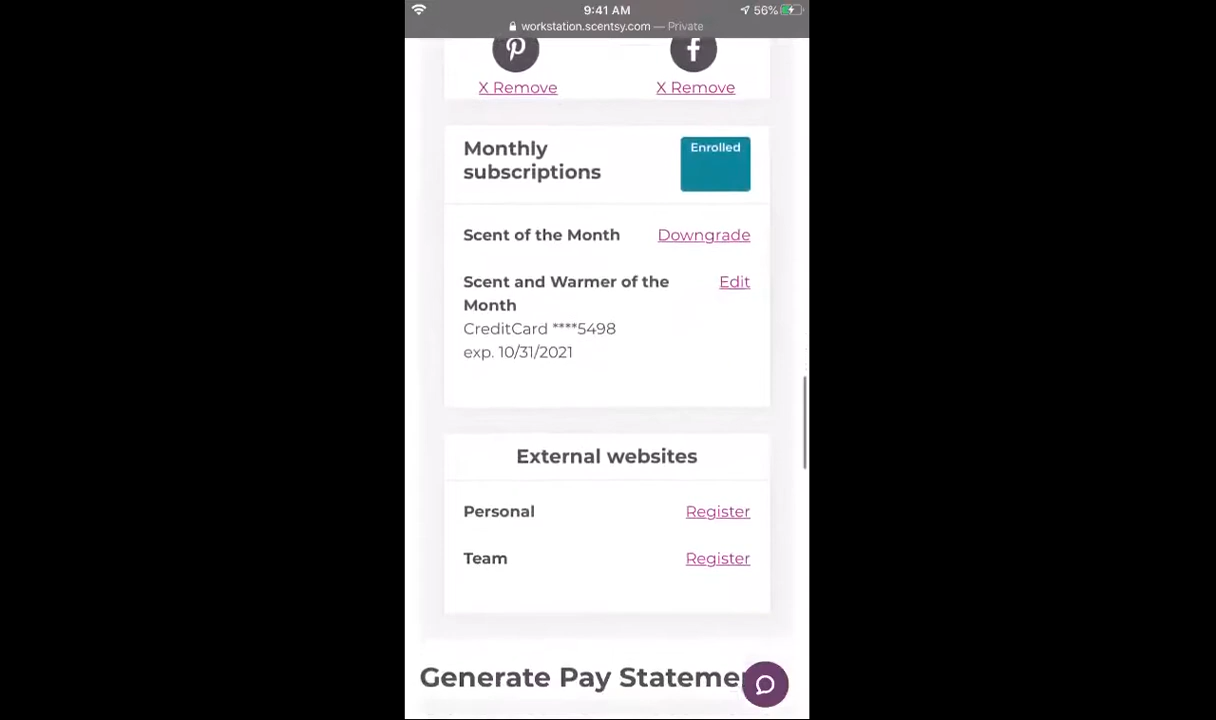 9:41 AM
56%
workstation.scentsy.com — Private
X Remove
X Remove
Monthly
subscriptions
Enrolled
Scent of the Month
Downgrade
Scent and Warmer of the
Month
Edit
CreditCard ****5498
exp. 10/31/2021
External websites
Personal
Register
Team
Register
Generate Pay Stateme